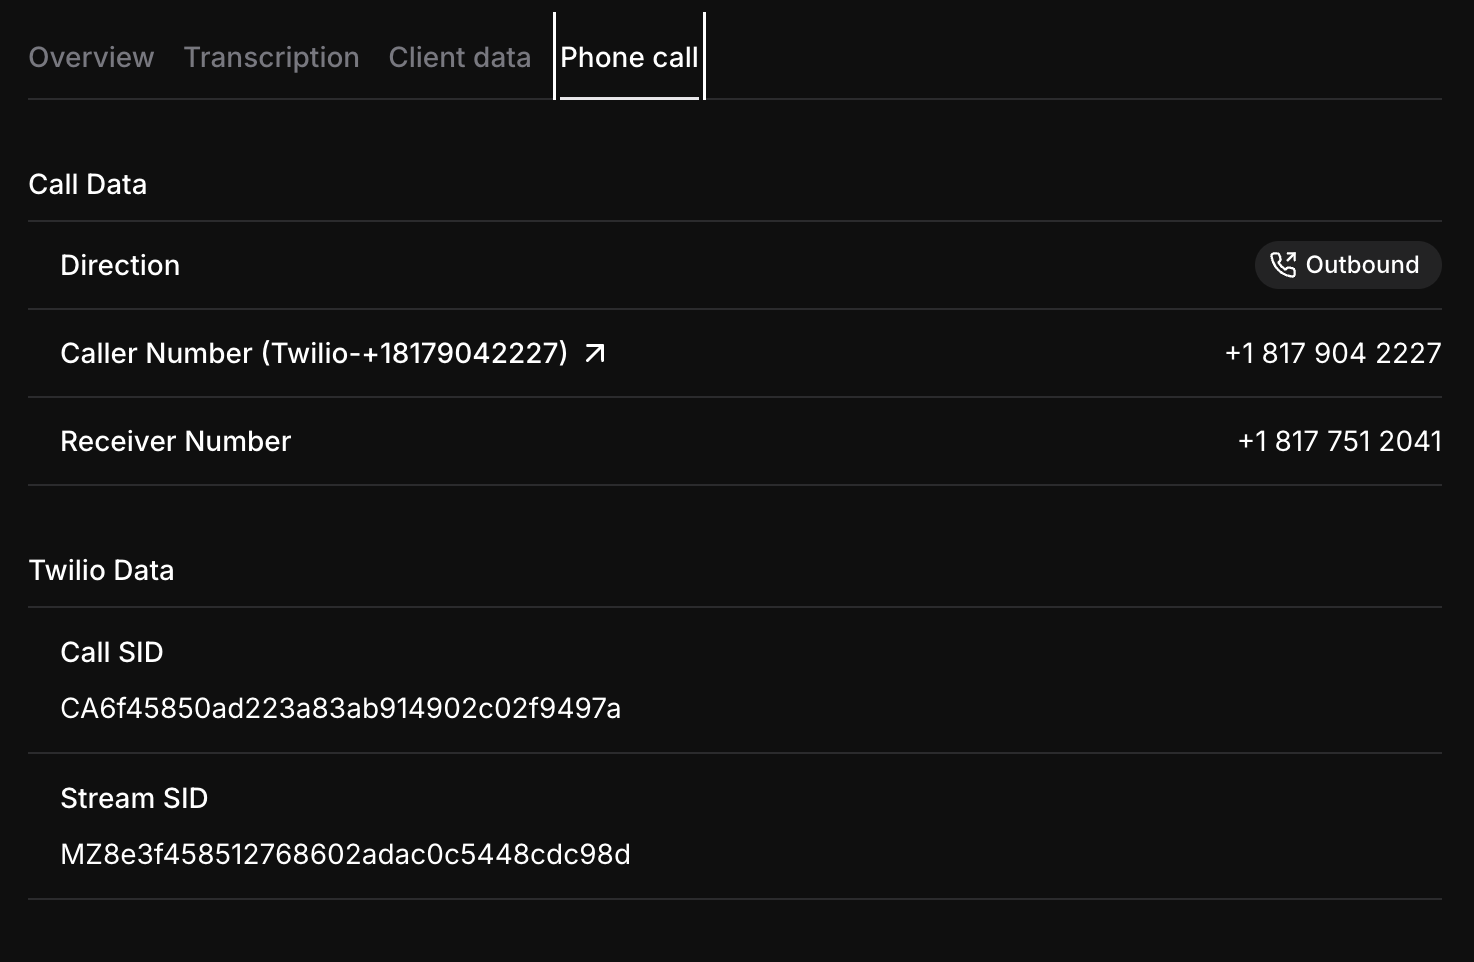 Overview Transcription Client data Phone call
Call Data
Direction Outbound
Caller Number (Twilio-+18179042227) +1 817 904 2227
Receiver Number +1 817 751 2041
Twilio Data
Call SID
CA6f45850ad223a83ab914902c02f9497a
Stream SID
MZ8e3f458512768602adac0c5448cdc98d